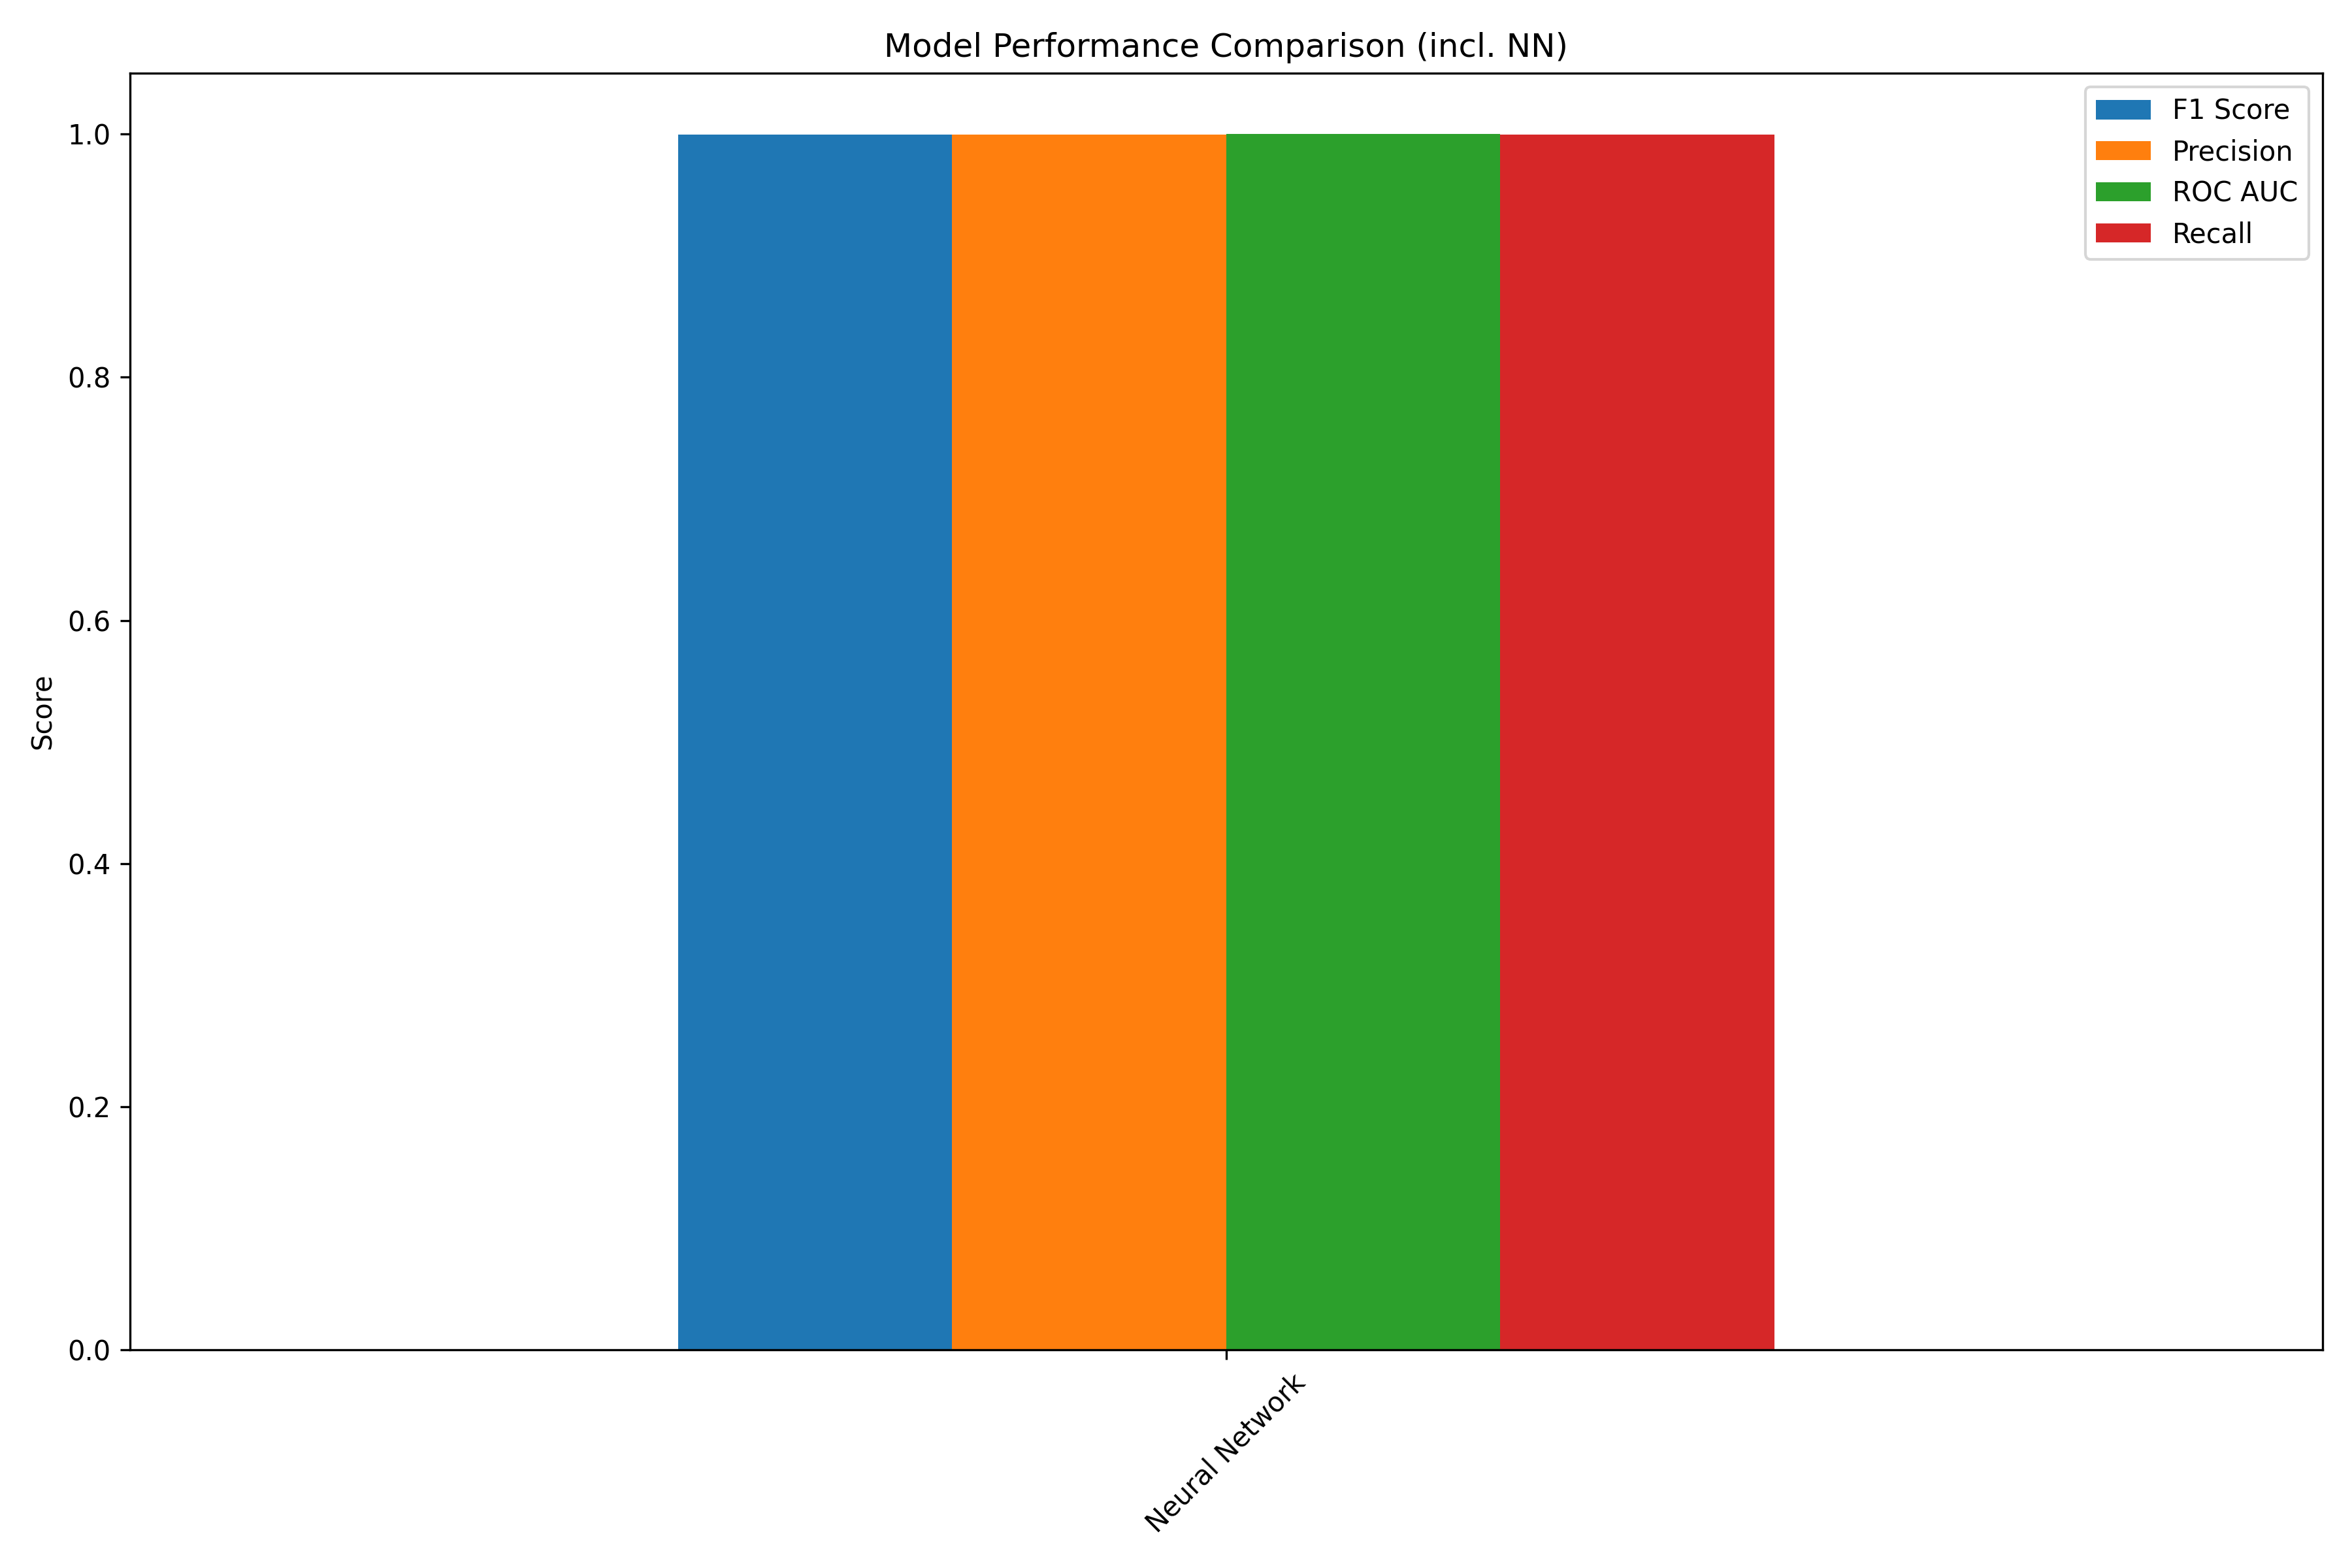 Model Performance Comparison (incl. NN)
F1 Score
Precision
ROC AUC
Recall
Score
1.0
0.8
0.6
0.4
0.2
0.0
Neural Network